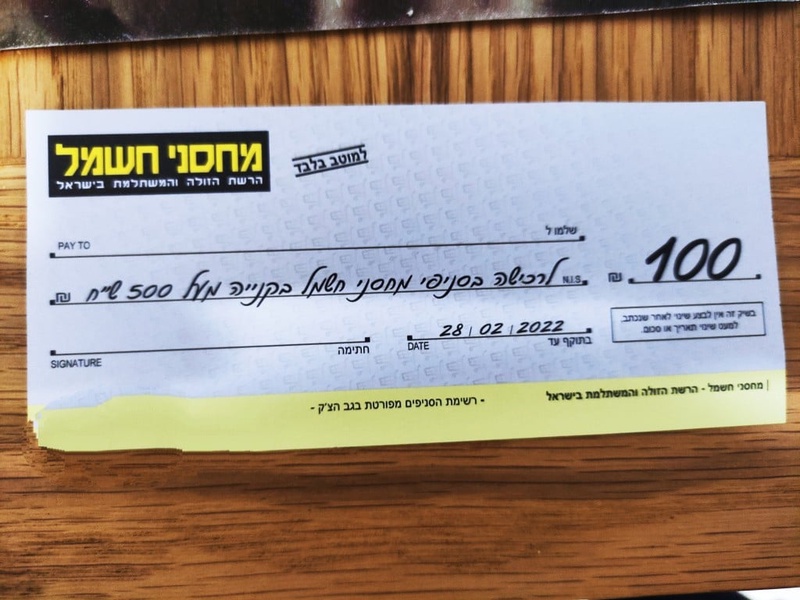 מחסני חשמל
הרשת הזולה והמשתלמת בישראל
למוטב בלבד
PAY TO שלמו ל
₪ לרכישה בסניפי מחסני חשמל בקנייה מעל 500 ש״ח N.I.S.
₪ 100
בשיק זה אין לבצע שינוי לאחר שנכתב,
למעט שינוי תאריך או סכום.
SIGNATURE חתימה
DATE 28 | 02 | 2022 בתוקף עד
| מחסני חשמל - הרשת הזולה והמשתלמת בישראל
- רשימת הסניפים מפורטת בגב הצ'ק -